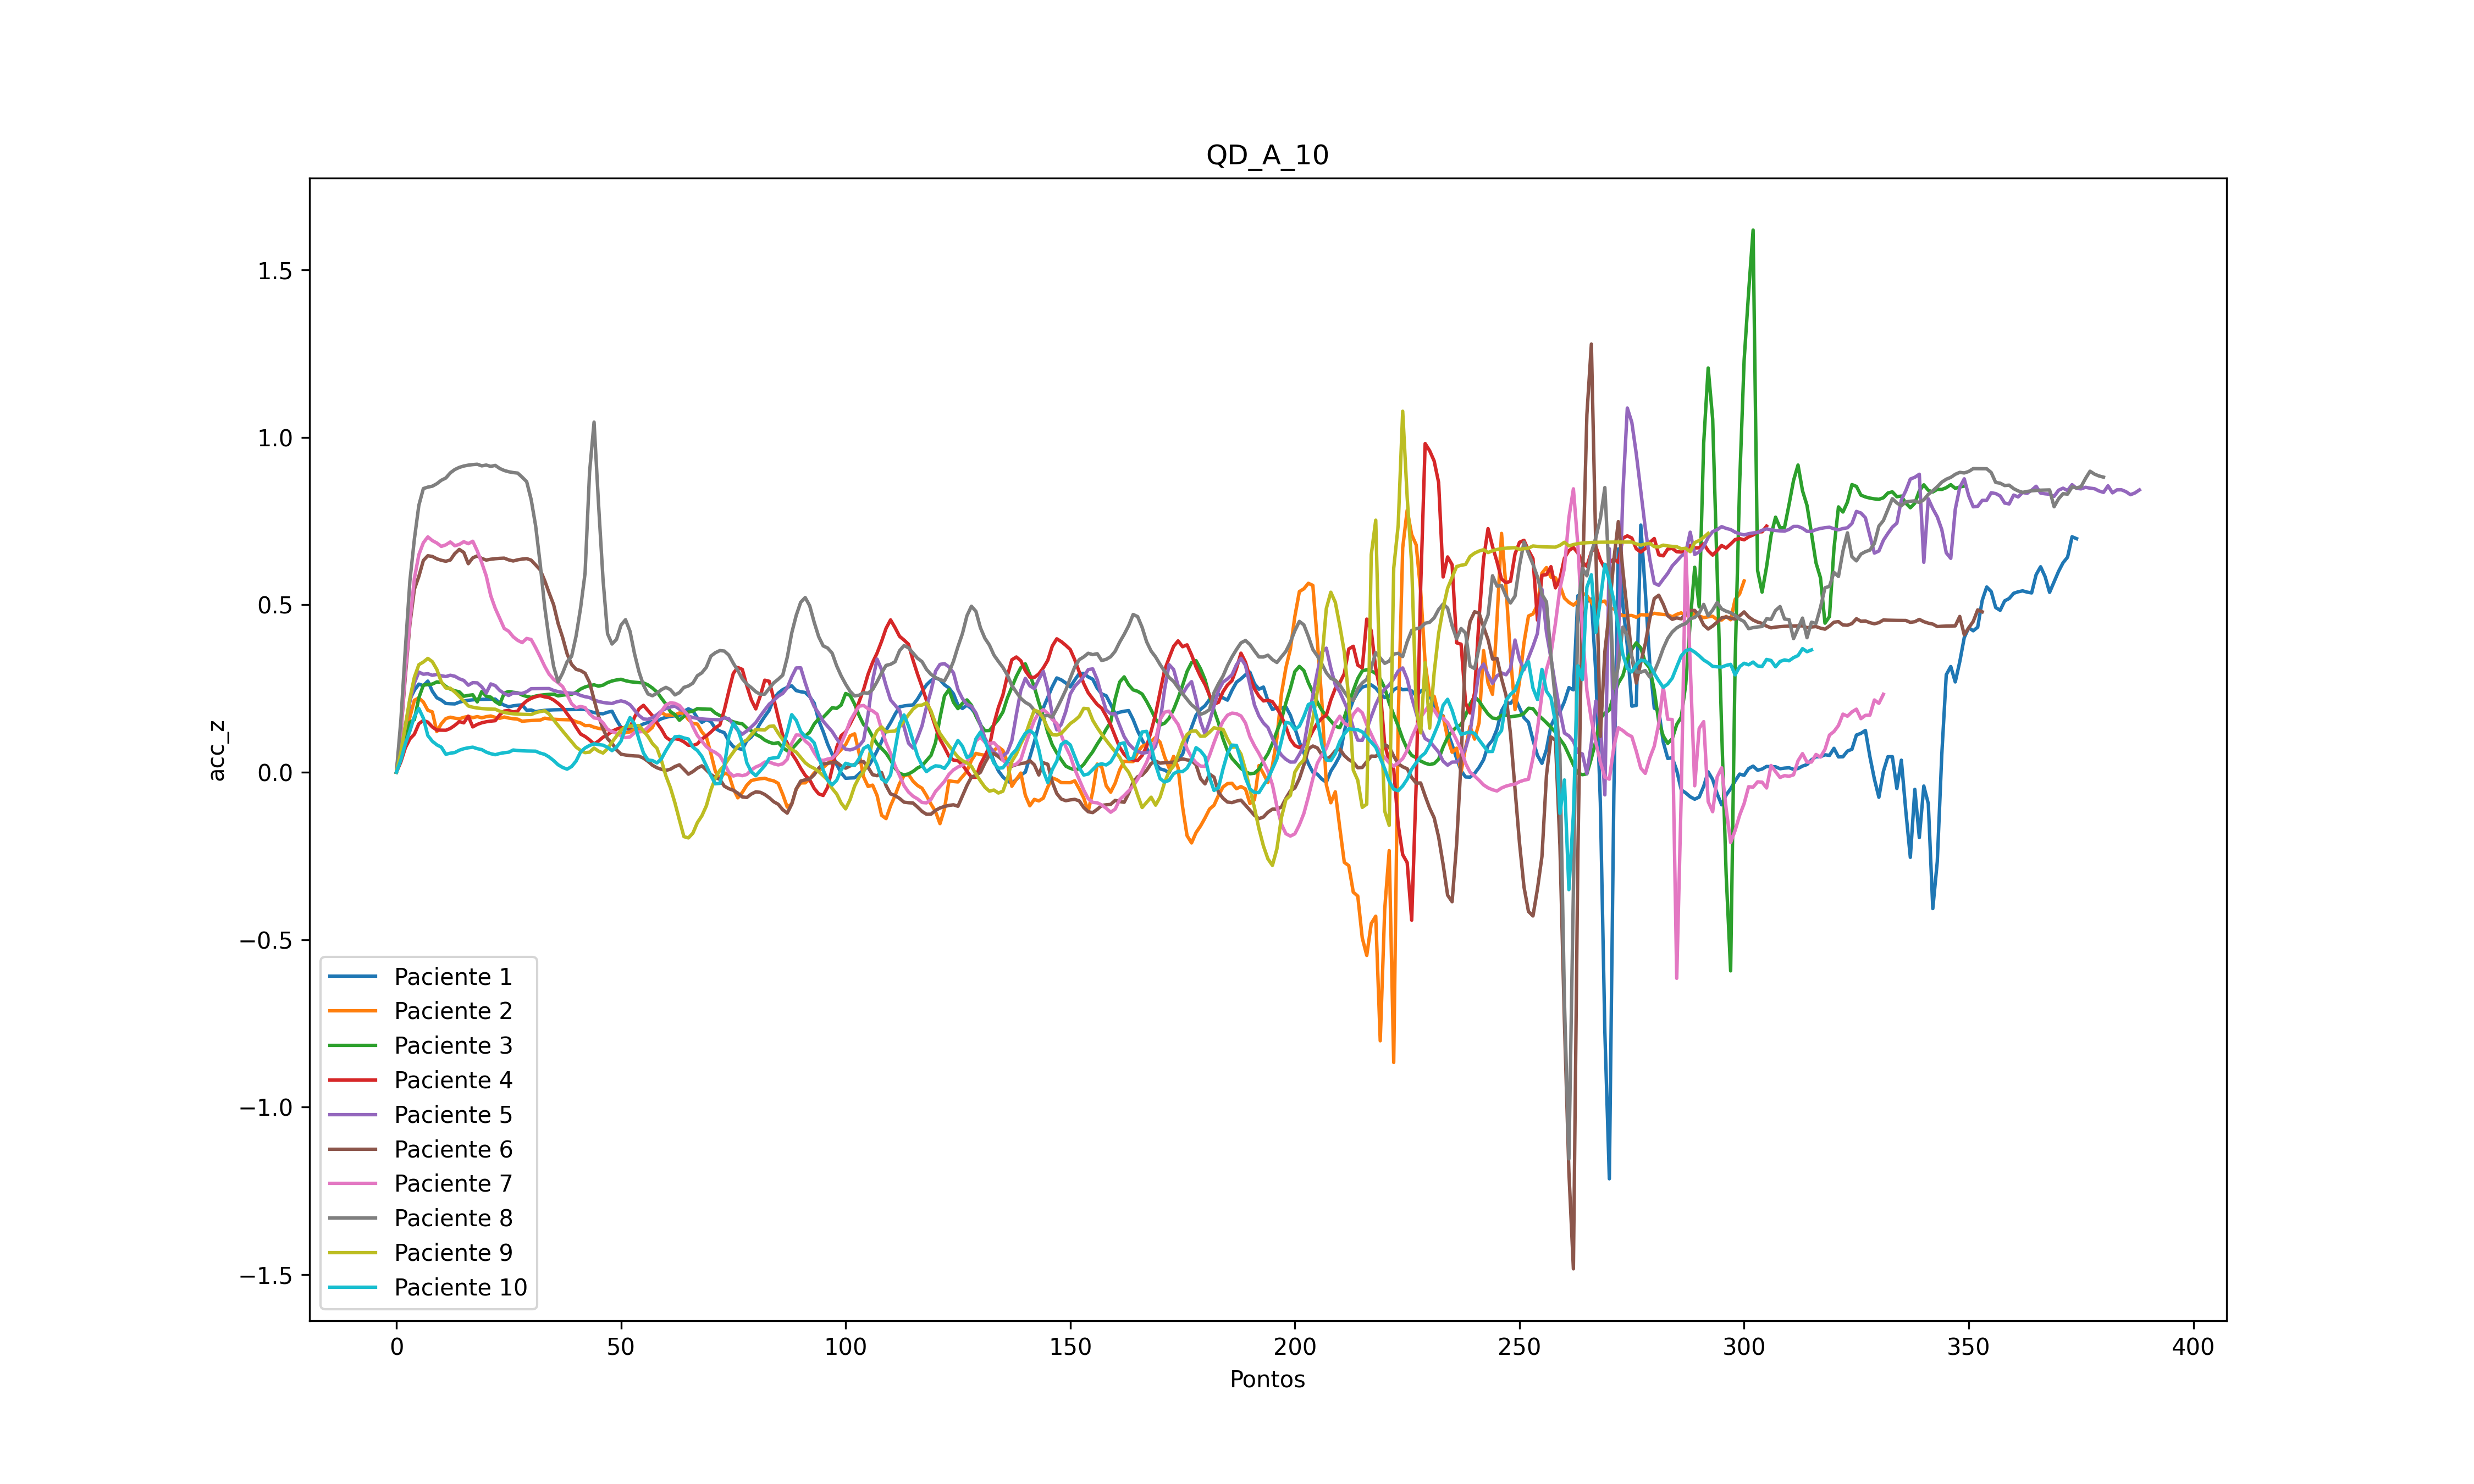 QD_A_10
acc_z
1.5
1.0
0.5
0.0
−0.5
−1.0
−1.5
Paciente 1
Paciente 2
Paciente 3
Paciente 4
Paciente 5
Paciente 6
Paciente 7
Paciente 8
Paciente 9
Paciente 10
0 50 100 150 200 250 300 350 400
Pontos